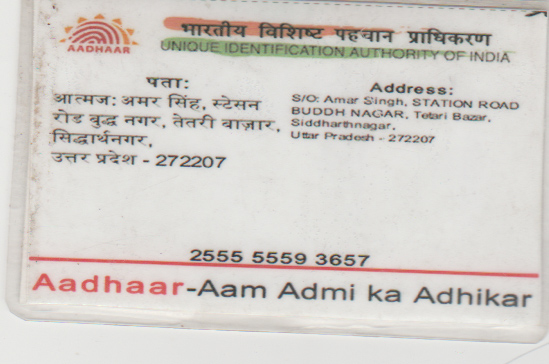 AADHAAR
भारतीय विशिष्ट पहचान प्राधिकरण
UNIQUE IDENTIFICATION AUTHORITY OF INDIA
पता:
आत्मज: अमर सिंह, स्टेसन
रोड बुद्ध नगर, तेतरी बाज़ार,
सिद्धार्थनगर,
उत्तर प्रदेश - 272207
Address:
S/O: Amar Singh, STATION ROAD
BUDDH NAGAR, Tetari Bazar,
Siddharthnagar,
Uttar Pradesh - 272207
2555 5559 3657
Aadhaar-Aam Admi ka Adhikar